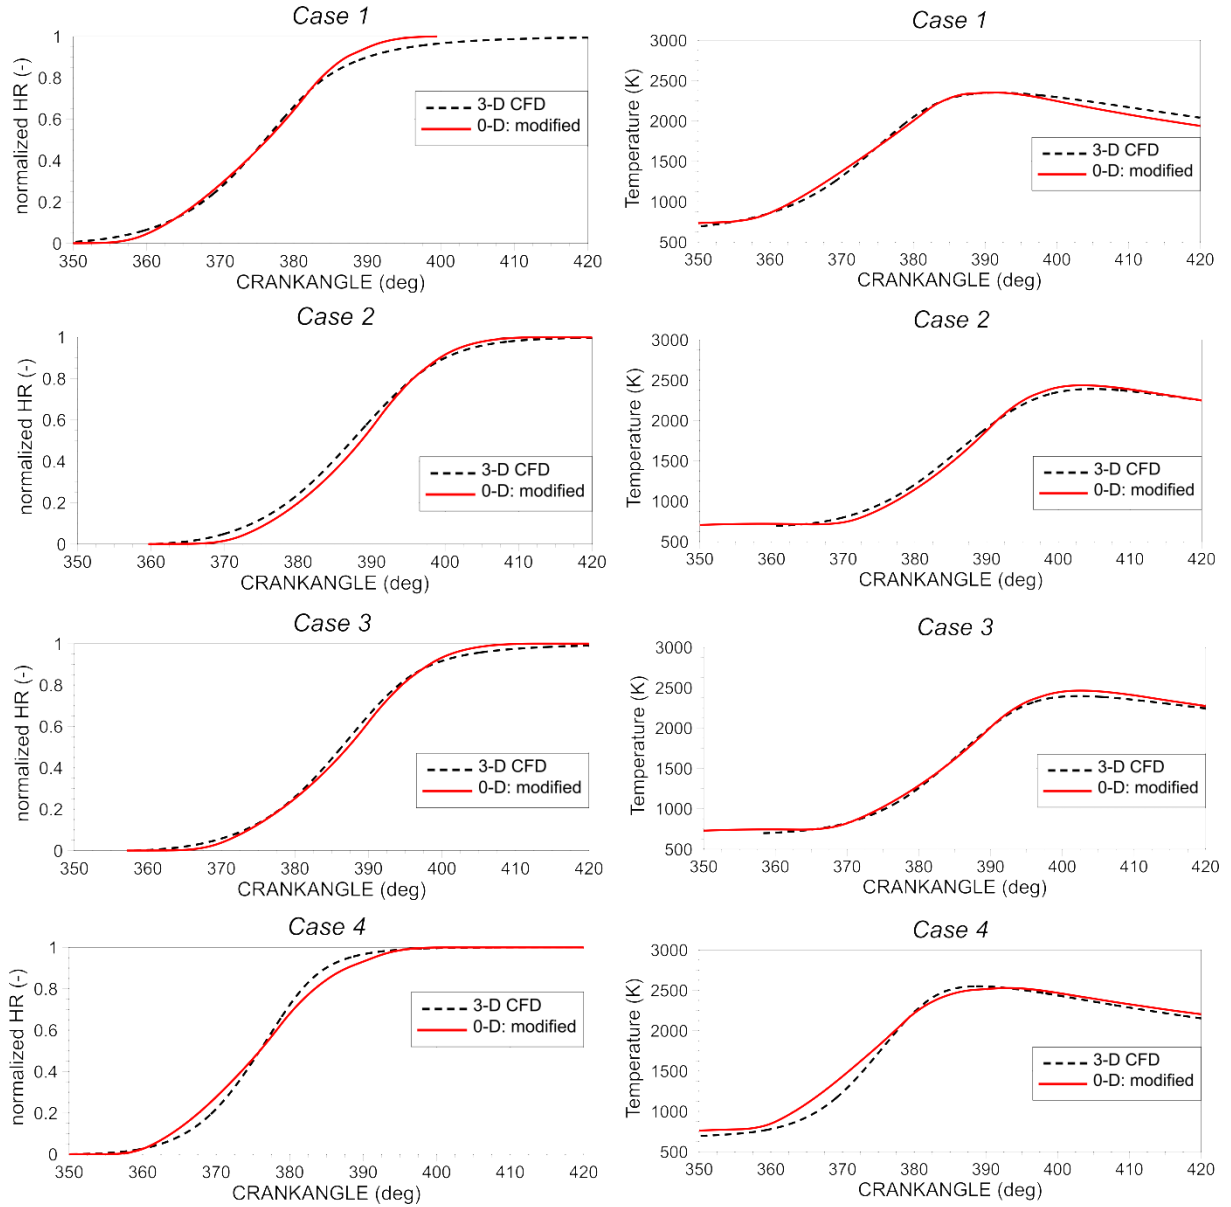 Case 1
normalized HR (-)
1
0.8
0.6
0.4
0.2
0
3-D CFD
0-D: modified
350 360 370 380 390 400 410 420
CRANKANGLE (deg)
Case 1
Temperature (K)
3000
2500
2000
1500
1000
500
3-D CFD
0-D: modified
350 360 370 380 390 400 410 420
CRANKANGLE (deg)
Case 2
normalized HR (-)
1
0.8
0.6
0.4
0.2
0
3-D CFD
0-D: modified
350 360 370 380 390 400 410 420
CRANKANGLE (deg)
Case 2
Temperature (K)
3000
2500
2000
1500
1000
500
3-D CFD
0-D: modified
350 360 370 380 390 400 410 420
CRANKANGLE (deg)
Case 3
normalized HR (-)
1
0.8
0.6
0.4
0.2
0
3-D CFD
0-D: modified
350 360 370 380 390 400 410 420
CRANKANGLE (deg)
Case 3
Temperature (K)
3000
2500
2000
1500
1000
500
3-D CFD
0-D: modified
350 360 370 380 390 400 410 420
CRANKANGLE (deg)
Case 4
normalized HR (-)
1
0.8
0.6
0.4
0.2
0
3-D CFD
0-D: modified
350 360 370 380 390 400 410 420
CRANKANGLE (deg)
Case 4
Temperature (K)
3000
2500
2000
1500
1000
500
3-D CFD
0-D: modified
350 360 370 380 390 400 410 420
CRANKANGLE (deg)